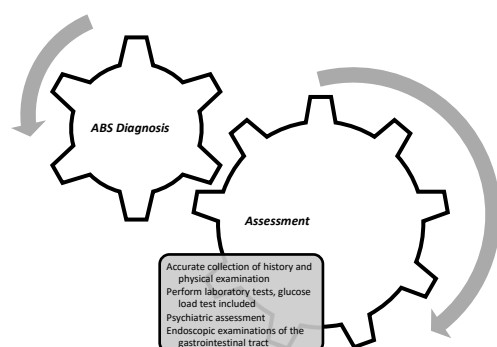 ABS Diagnosis
Assessment
Accurate collection of history and
physical examination
Perform laboratory tests, glucose
load test included
Psychiatric assessment
Endoscopic examinations of the
gastrointestinal tract